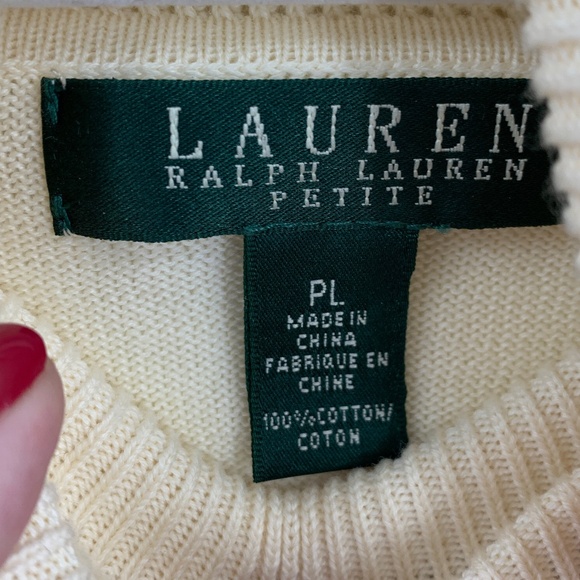 LAUREN
RALPH LAUREN
PETITE
PL
MADE IN
CHINA
FABRIQUE EN
CHINE
100% COTTON/
COTON